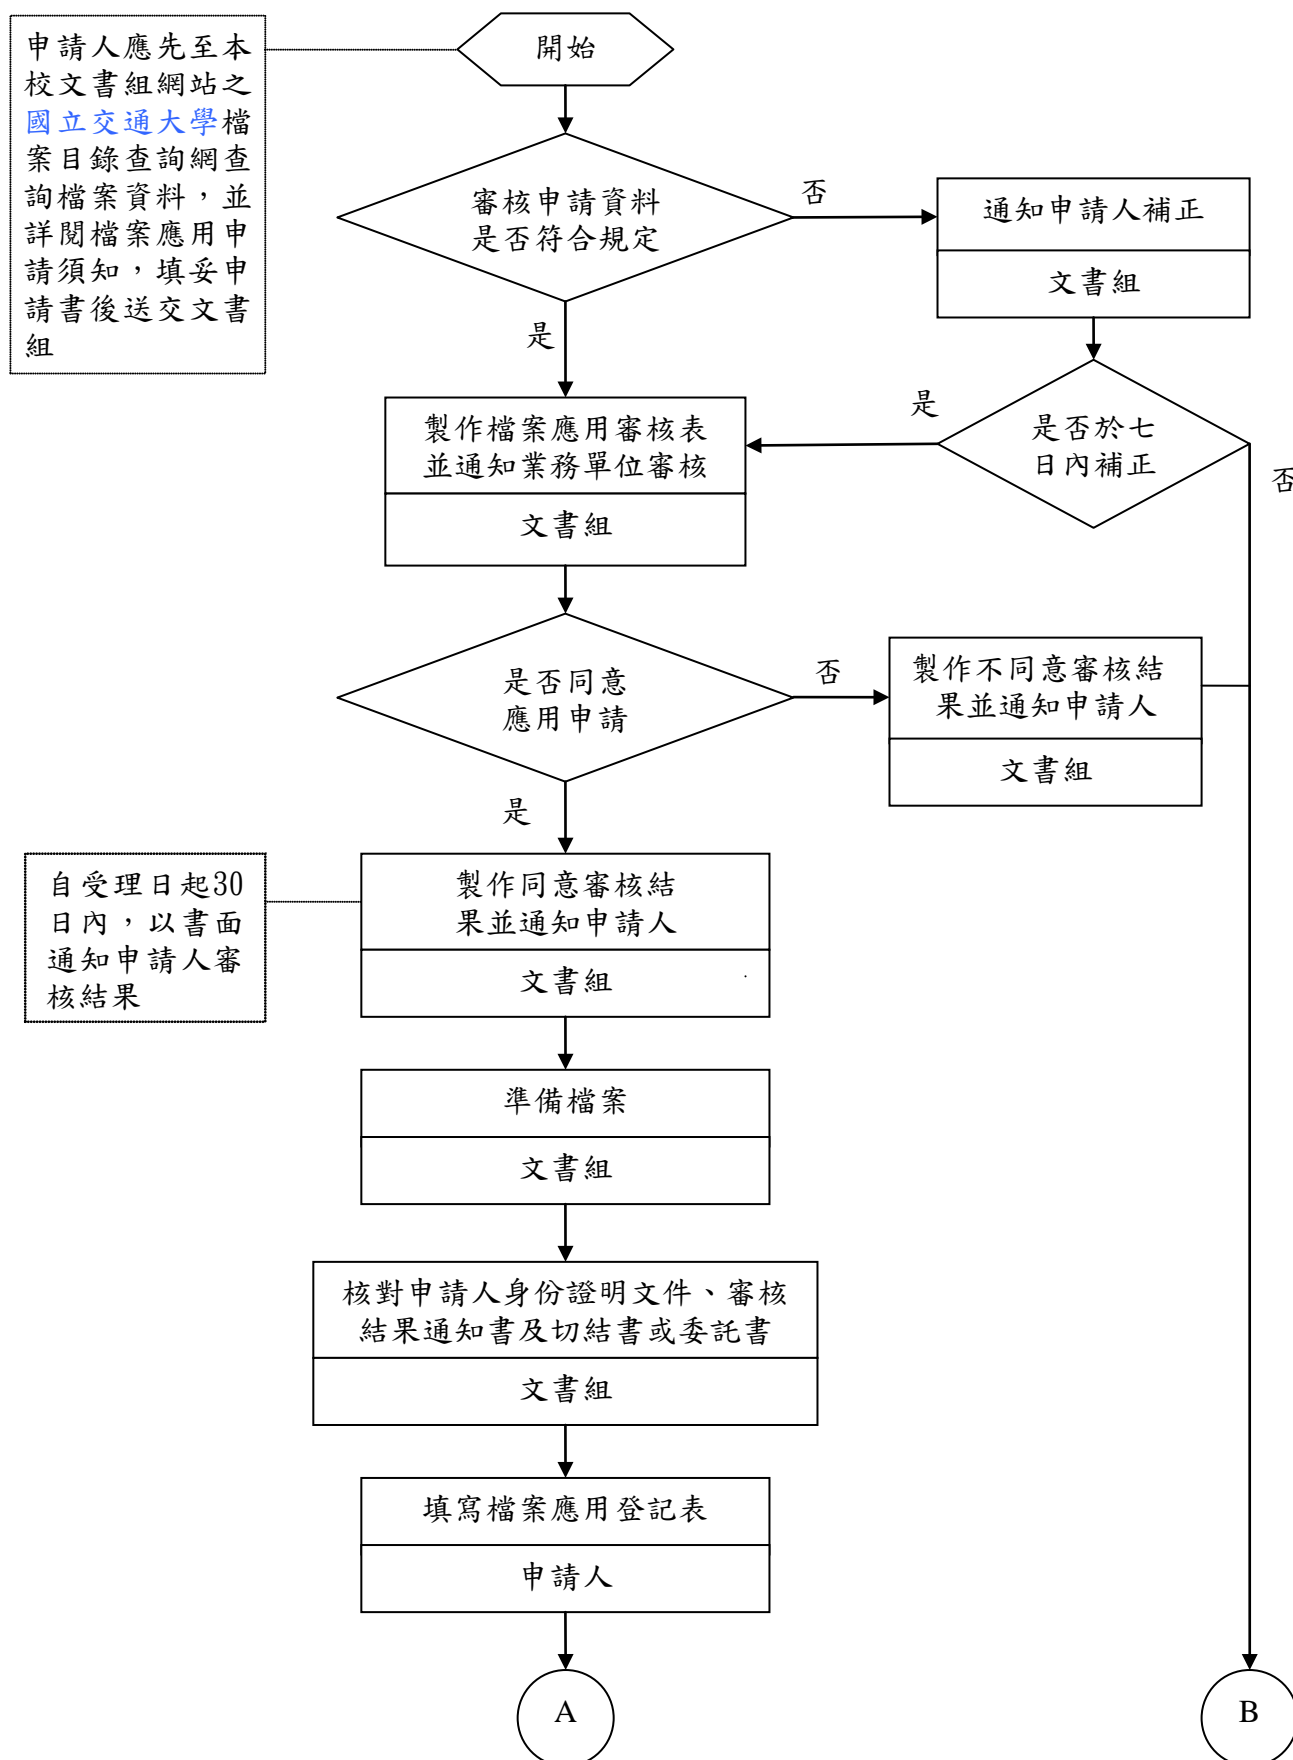 申請人應先至本
校文書組網站之
國立交通大學檔
案目錄查詢網查
詢檔案資料，並
詳閱檔案應用申
請須知，填妥申
請書後送交文書
組
開始
審核申請資料
是否符合規定
否
通知申請人補正
文書組
是
是否於七
日內補正
是
否
製作檔案應用審核表
並通知業務單位審核
文書組
是否同意
應用申請
否
製作不同意審核結
果並通知申請人
文書組
是
自受理日起30
日內，以書面
通知申請人審
核結果
製作同意審核結
果並通知申請人
文書組
準備檔案
文書組
核對申請人身份證明文件、審核
結果通知書及切結書或委託書
文書組
填寫檔案應用登記表
申請人
A
B